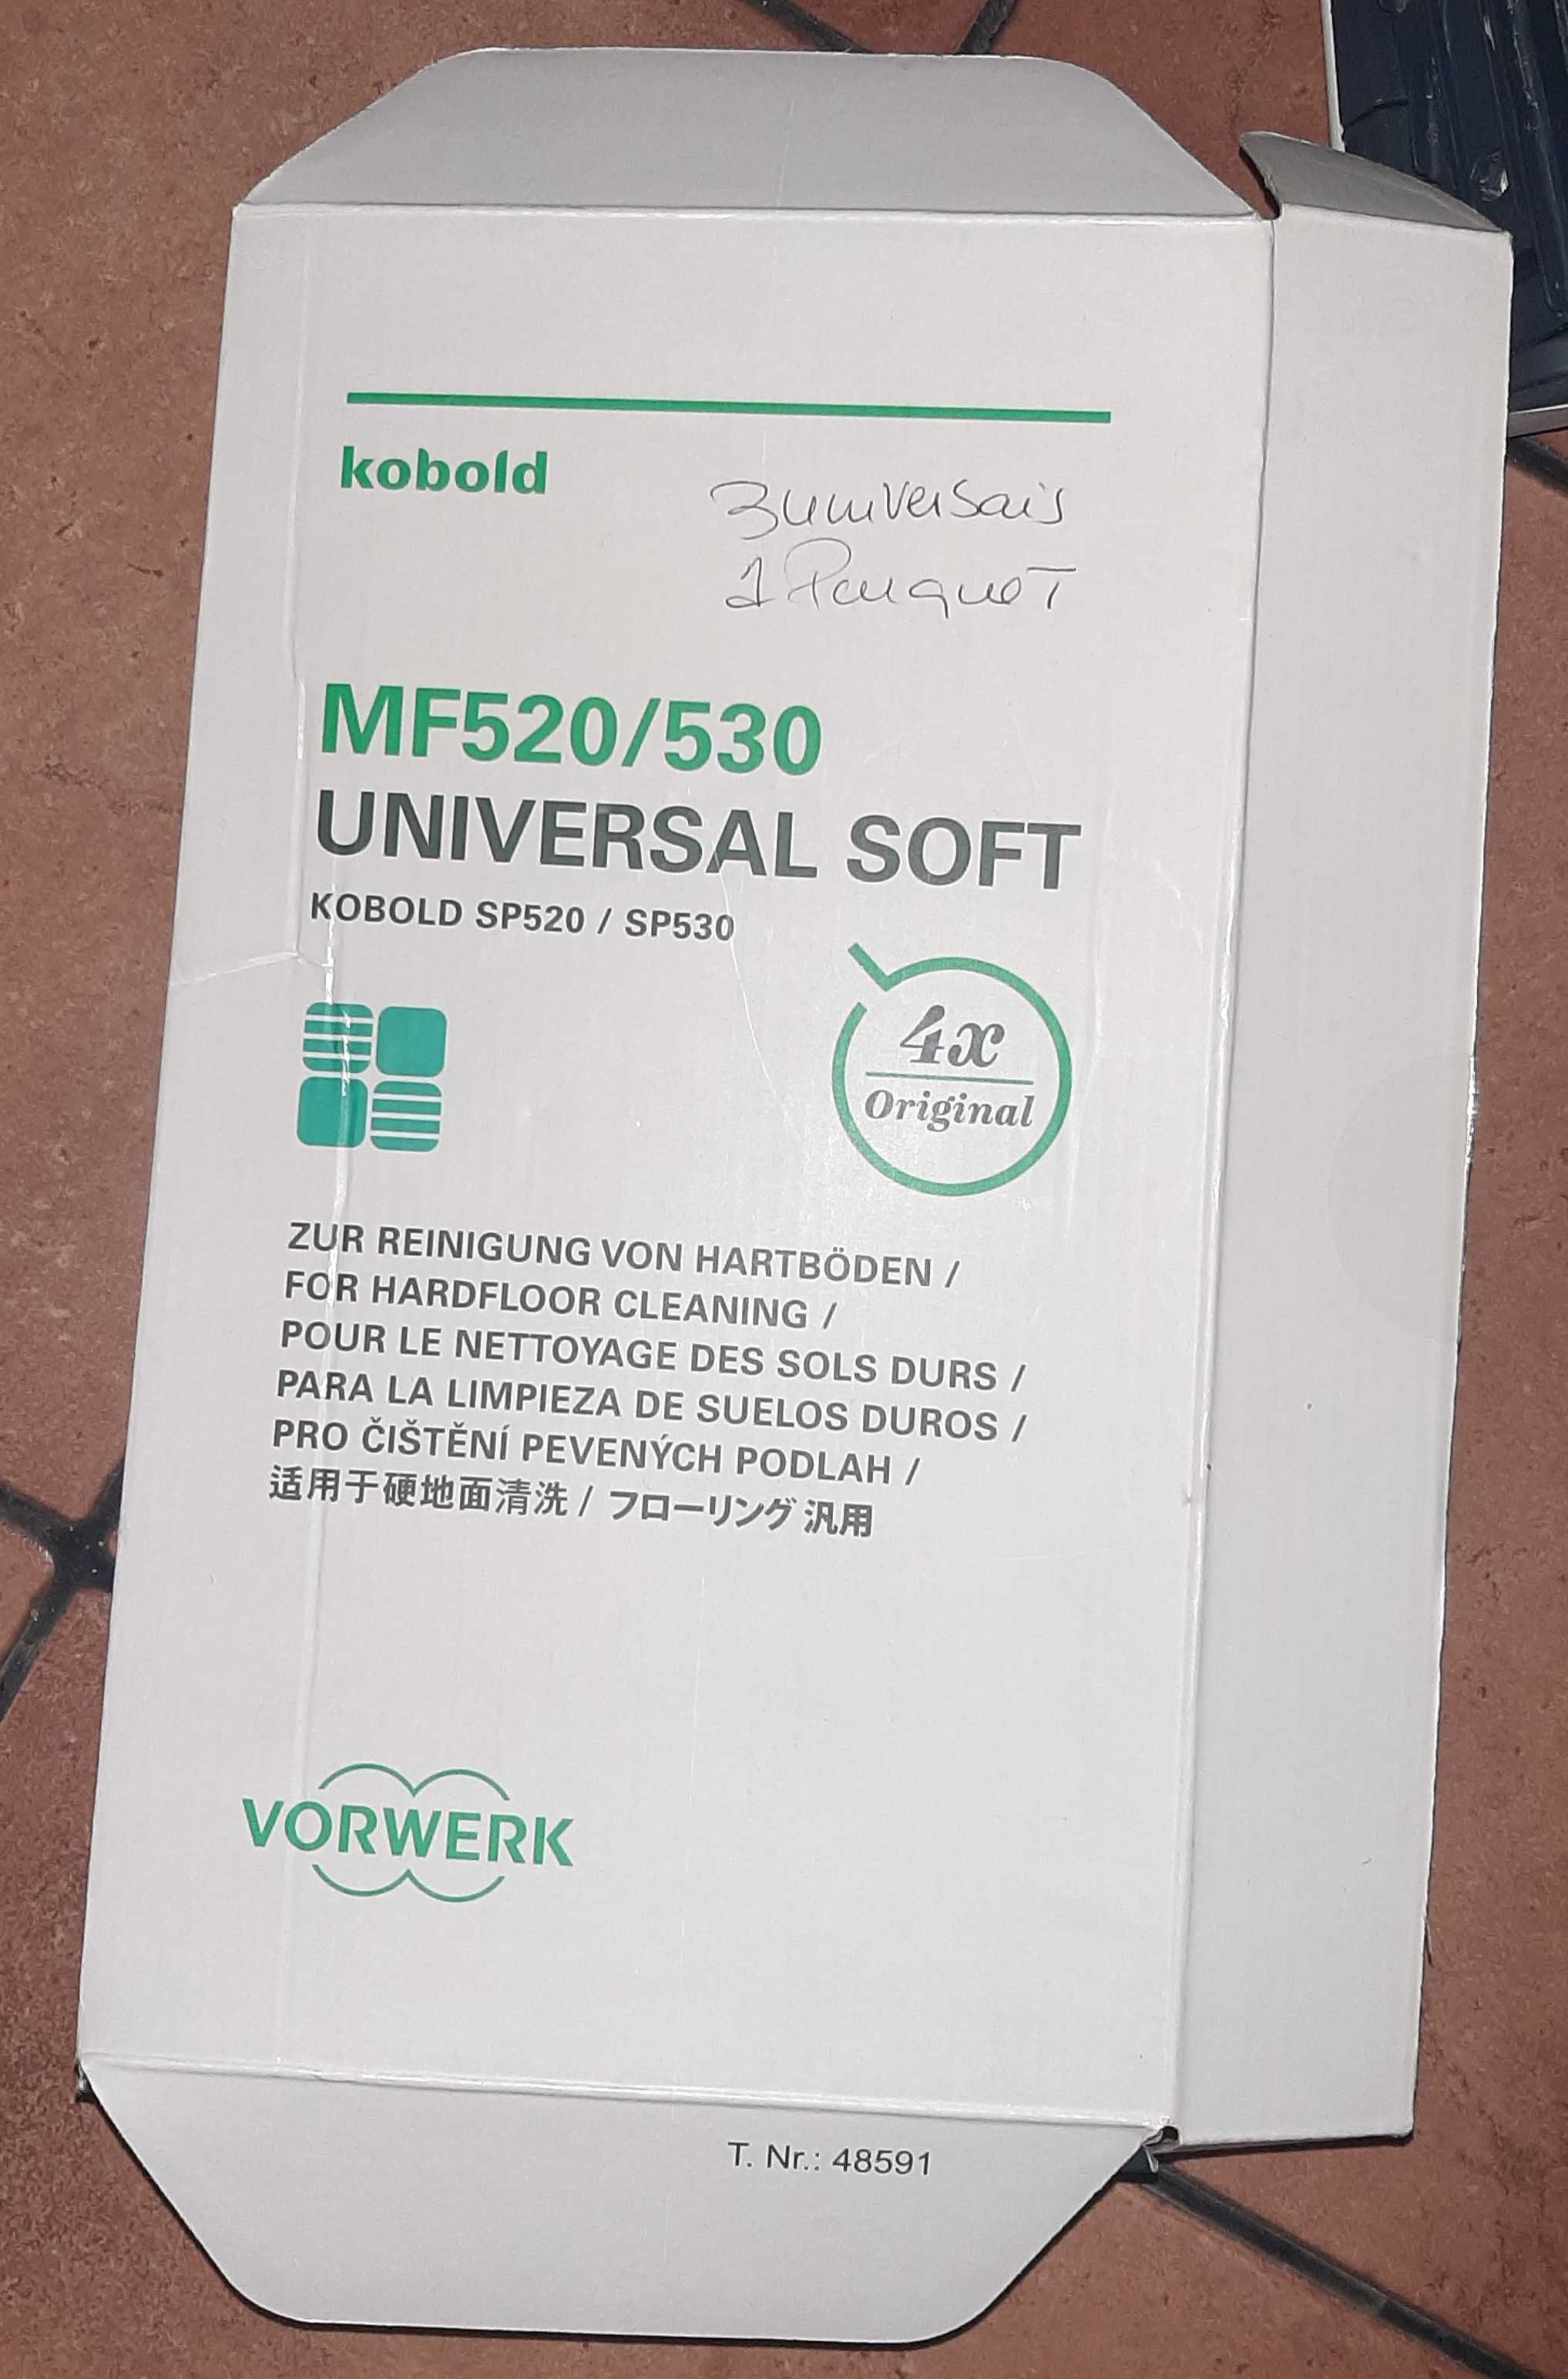 kobold
3 universais
1 Parquet
MF520/530
UNIVERSAL SOFT
KOBOLD SP520 / SP530
4x
Original
ZUR REINIGUNG VON HARTBÖDEN /
FOR HARDFLOOR CLEANING /
POUR LE NETTOYAGE DES SOLS DURS /
PARA LA LIMPIEZA DE SUELOS DUROS /
PRO ČIŠTĚNÍ PEVENÝCH PODLAH /
适用于硬地面清洗 / フローリング 汎用
VORWERK
T. Nr.: 48591